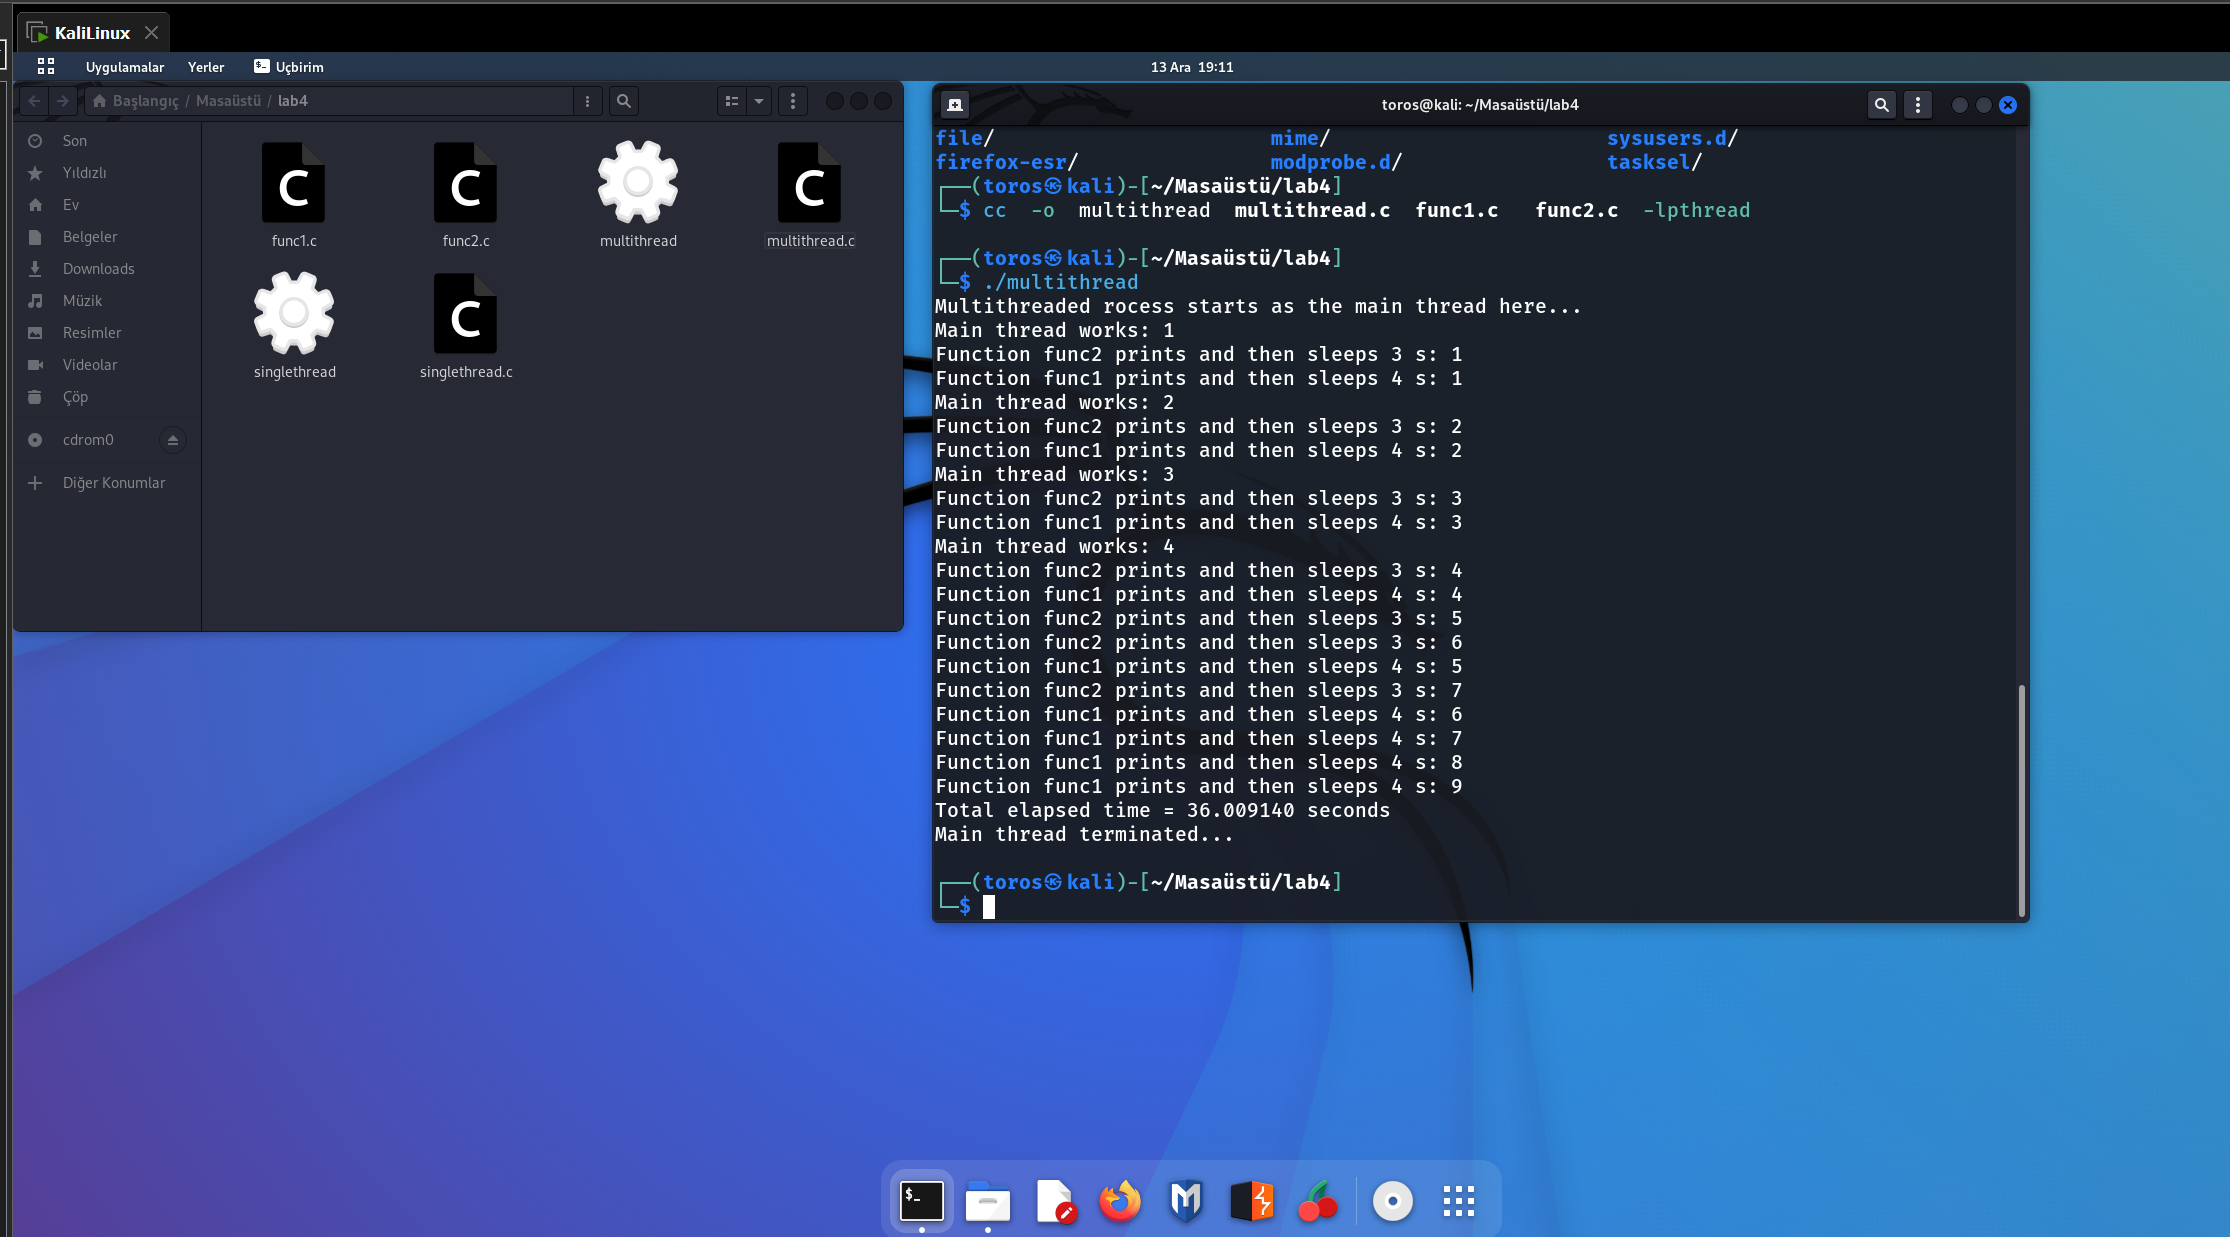 KaliLinux
Uygulamalar Yerler Uçbirim 13 Ara 19:11
Başlangıç / Masaüstü / lab4
Son
Yıldızlı
Ev
Belgeler
Downloads
Müzik
Resimler
Videolar
Çöp
cdrom0
Diğer Konumlar
func1.c func2.c multithread multithread.c
singlethread singlethread.c
toros@kali: ~/Masaüstü/lab4
file/ mime/ sysusers.d/
firefox-esr/ modprobe.d/ tasksel/
┌──(toros㉿kali)-[~/Masaüstü/lab4]
└─$ cc -o multithread multithread.c func1.c func2.c -lpthread
┌──(toros㉿kali)-[~/Masaüstü/lab4]
└─$ ./multithread
Multithreaded rocess starts as the main thread here...
Main thread works: 1
Function func2 prints and then sleeps 3 s: 1
Function func1 prints and then sleeps 4 s: 1
Main thread works: 2
Function func2 prints and then sleeps 3 s: 2
Function func1 prints and then sleeps 4 s: 2
Main thread works: 3
Function func2 prints and then sleeps 3 s: 3
Function func1 prints and then sleeps 4 s: 3
Main thread works: 4
Function func2 prints and then sleeps 3 s: 4
Function func1 prints and then sleeps 4 s: 4
Function func2 prints and then sleeps 3 s: 5
Function func2 prints and then sleeps 3 s: 6
Function func1 prints and then sleeps 4 s: 5
Function func2 prints and then sleeps 3 s: 7
Function func1 prints and then sleeps 4 s: 6
Function func1 prints and then sleeps 4 s: 7
Function func1 prints and then sleeps 4 s: 8
Function func1 prints and then sleeps 4 s: 9
Total elapsed time = 36.009140 seconds
Main thread terminated...
┌──(toros㉿kali)-[~/Masaüstü/lab4]
└─$